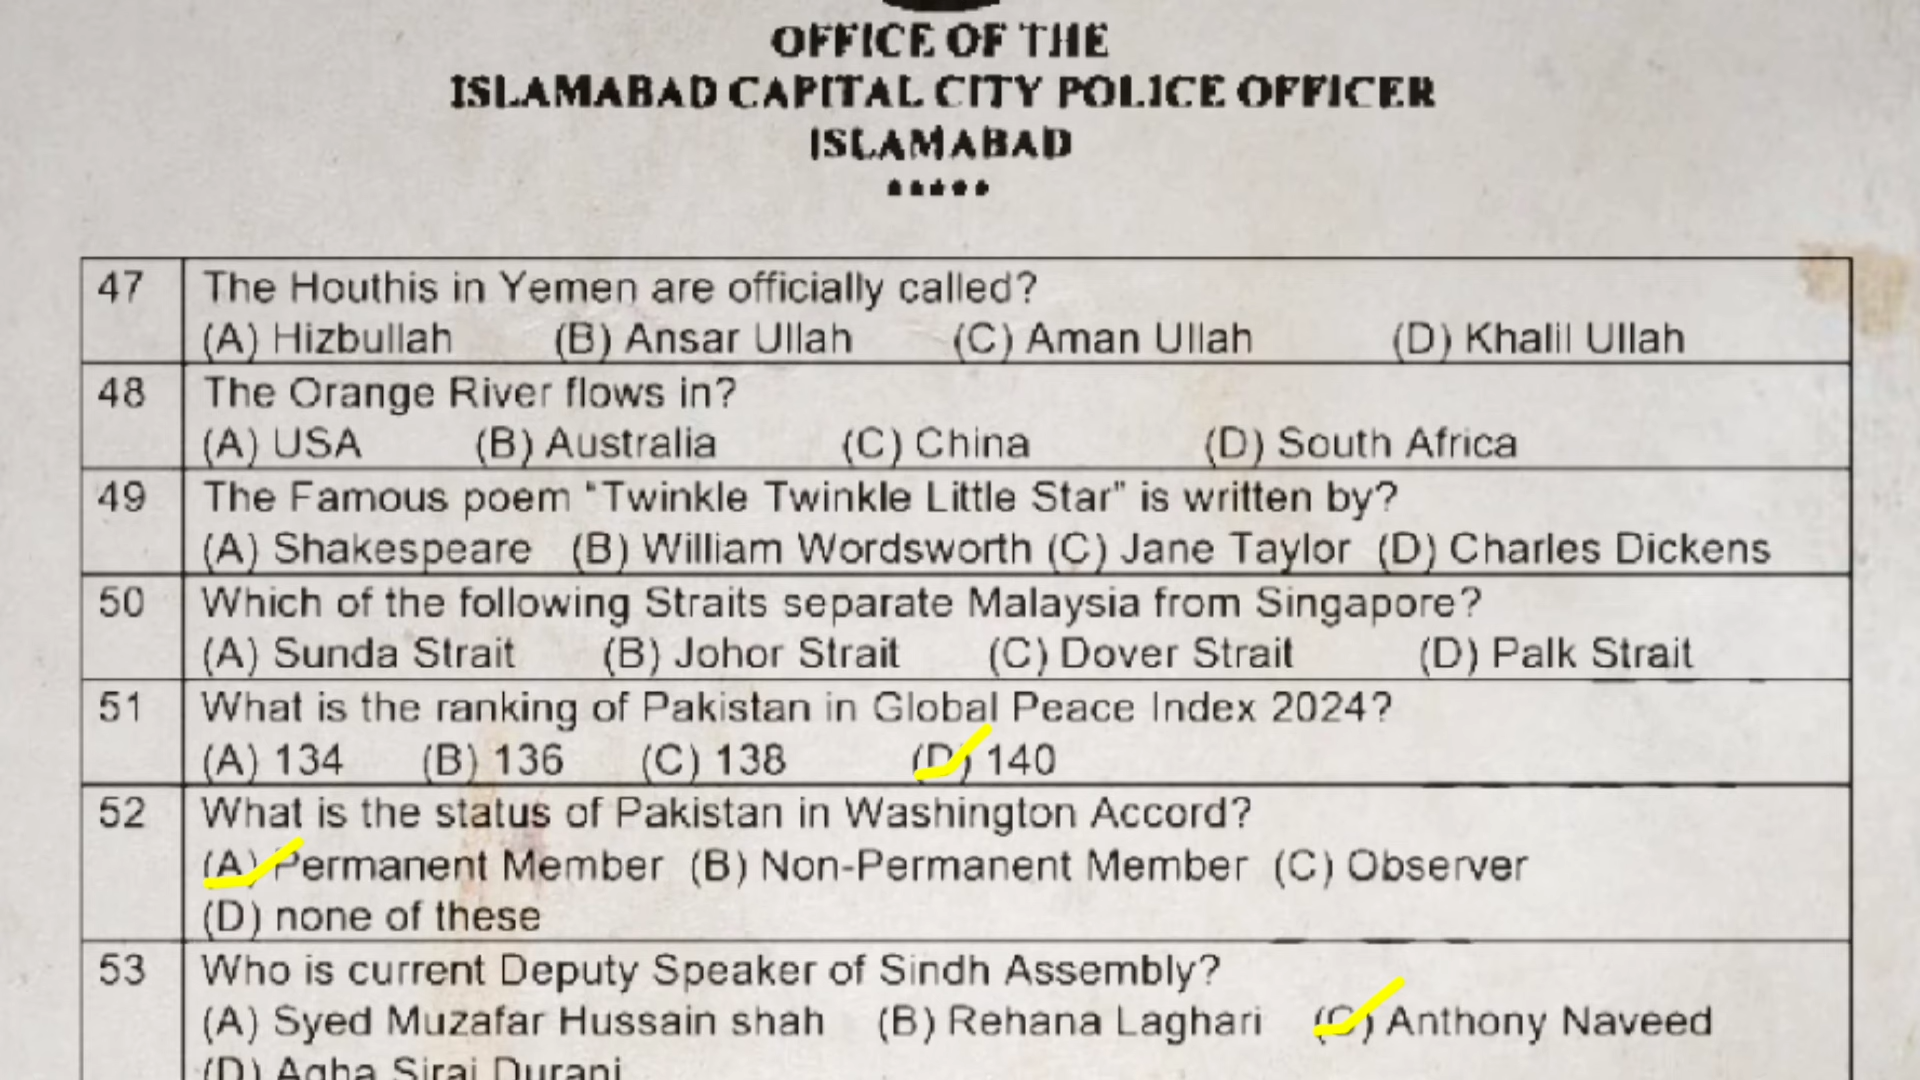 OFFICE OF THE
ISLAMABAD CAPITAL CITY POLICE OFFICER
ISLAMABAD
*****
47 The Houthis in Yemen are officially called?
(A) Hizbullah (B) Ansar Ullah (C) Aman Ullah (D) Khalil Ullah
48 The Orange River flows in?
(A) USA (B) Australia (C) China (D) South Africa
49 The Famous poem "Twinkle Twinkle Little Star" is written by?
(A) Shakespeare (B) William Wordsworth (C) Jane Taylor (D) Charles Dickens
50 Which of the following Straits separate Malaysia from Singapore?
(A) Sunda Strait (B) Johor Strait (C) Dover Strait (D) Palk Strait
51 What is the ranking of Pakistan in Global Peace Index 2024?
(A) 134 (B) 136 (C) 138 (D) 140
52 What is the status of Pakistan in Washington Accord?
(A) Permanent Member (B) Non-Permanent Member (C) Observer
(D) none of these
53 Who is current Deputy Speaker of Sindh Assembly?
(A) Syed Muzafar Hussain shah (B) Rehana Laghari (C) Anthony Naveed
(D) Agha Siraj Durani